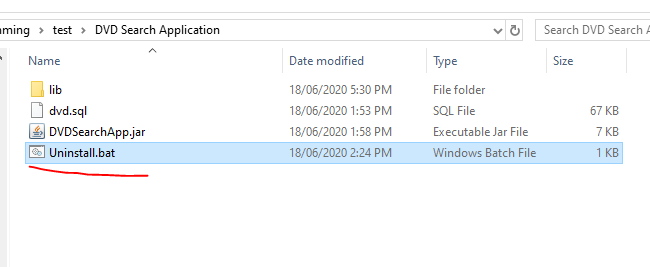 ming > test > DVD Search Application Search DVD Search Application
Name Date modified Type Size
lib 18/06/2020 5:30 PM File folder
dvd.sql 18/06/2020 1:53 PM SQL File 67 KB
DVDSearchApp.jar 18/06/2020 1:58 PM Executable Jar File 7 KB
Uninstall.bat 18/06/2020 2:24 PM Windows Batch File 1 KB